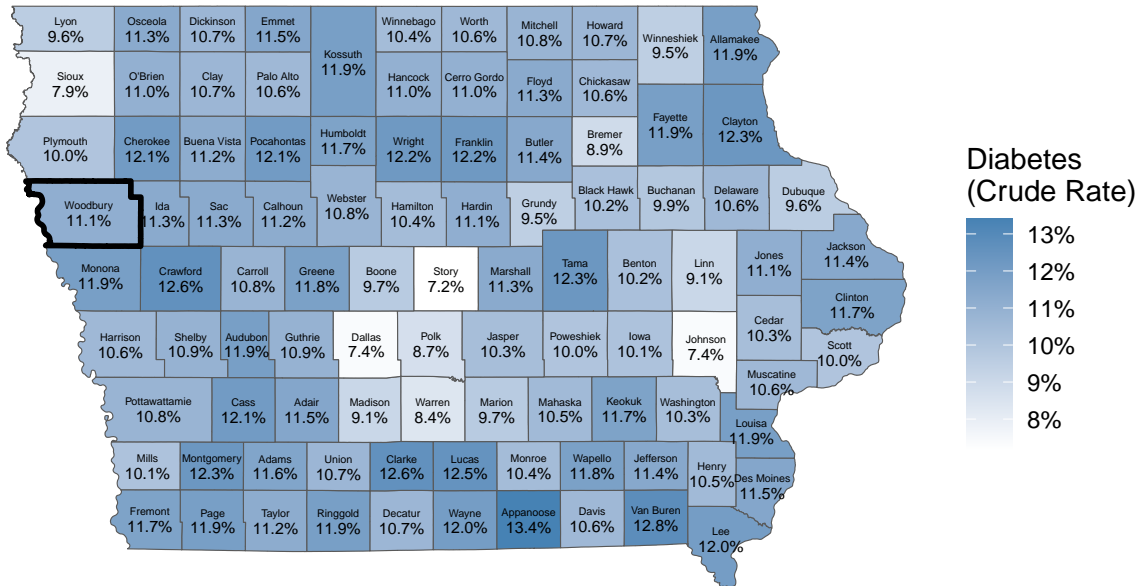 Lyon
9.6%
Osceola
11.3%
Dickinson
10.7%
Emmet
11.5%
Kossuth
11.9%
Winnebago
10.4%
Worth
10.6%
Mitchell
10.8%
Howard
10.7%
Winneshiek
9.5%
Allamakee
11.9%
Sioux
7.9%
O'Brien
11.0%
Clay
10.7%
Palo Alto
10.6%
Hancock
11.0%
Cerro Gordo
11.0%
Floyd
11.3%
Chickasaw
10.6%
Fayette
11.9%
Clayton
12.3%
Plymouth
10.0%
Cherokee
12.1%
Buena Vista
11.2%
Pocahontas
12.1%
Humboldt
11.7%
Wright
12.2%
Franklin
12.2%
Butler
11.4%
Bremer
8.9%
Woodbury
11.1%
Ida
11.3%
Sac
11.3%
Calhoun
11.2%
Webster
10.8%
Hamilton
10.4%
Hardin
11.1%
Grundy
9.5%
Black Hawk
10.2%
Buchanan
9.9%
Delaware
10.6%
Dubuque
9.6%
Monona
11.9%
Crawford
12.6%
Carroll
10.8%
Greene
11.8%
Boone
9.7%
Story
7.2%
Marshall
11.3%
Tama
12.3%
Benton
10.2%
Linn
9.1%
Jones
11.1%
Jackson
11.4%
Clinton
11.7%
Harrison
10.6%
Shelby
10.9%
Audubon
11.9%
Guthrie
10.9%
Dallas
7.4%
Polk
8.7%
Jasper
10.3%
Poweshiek
10.0%
Iowa
10.1%
Johnson
7.4%
Cedar
10.3%
Scott
10.0%
Muscatine
10.6%
Pottawattamie
10.8%
Cass
12.1%
Adair
11.5%
Madison
9.1%
Warren
8.4%
Marion
9.7%
Mahaska
10.5%
Keokuk
11.7%
Washington
10.3%
Louisa
11.9%
Mills
10.1%
Montgomery
12.3%
Adams
11.6%
Union
10.7%
Clarke
12.6%
Lucas
12.5%
Monroe
10.4%
Wapello
11.8%
Jefferson
11.4%
Henry
10.5%
Des Moines
11.5%
Fremont
11.7%
Page
11.9%
Taylor
11.2%
Ringgold
11.9%
Decatur
10.7%
Wayne
12.0%
Appanoose
13.4%
Davis
10.6%
Van Buren
12.8%
Lee
12.0%
Diabetes
(Crude Rate)
13%
12%
11%
10%
9%
8%